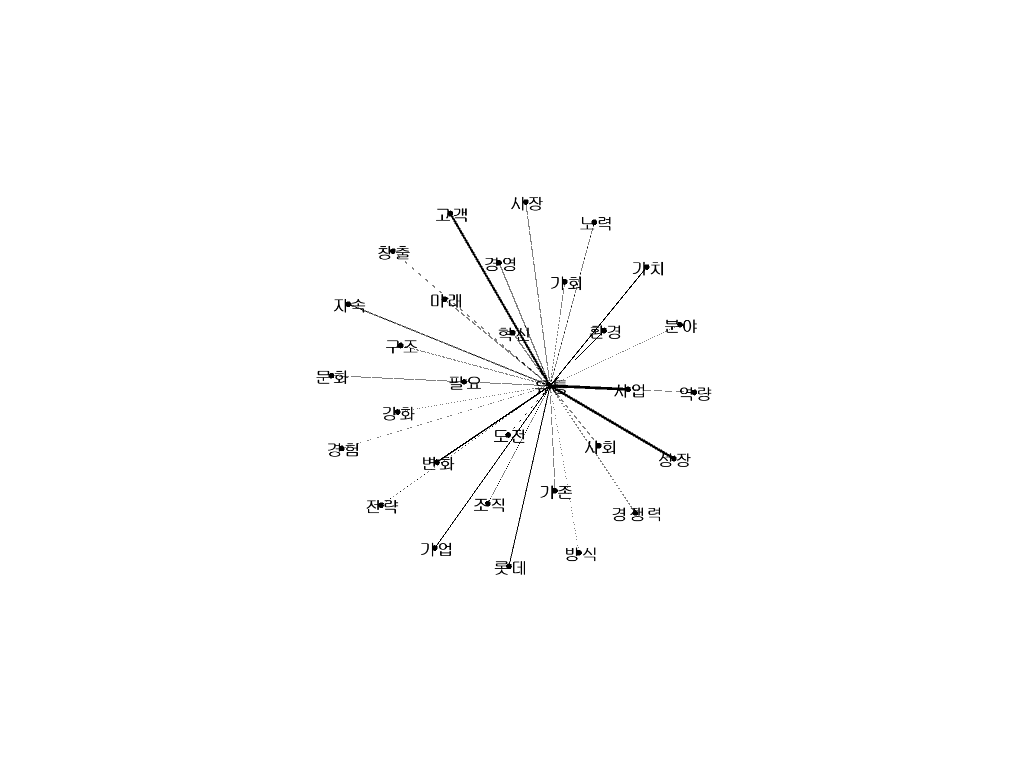 사장
고객
노력
창출
경영
가치
기회
미래
지속
분야
환경
혁신
구조
문화
필요
사업
역량
강화
도전
사회
경험
변화
성장
기존
조직
전략
경쟁력
기업
방식
롯데